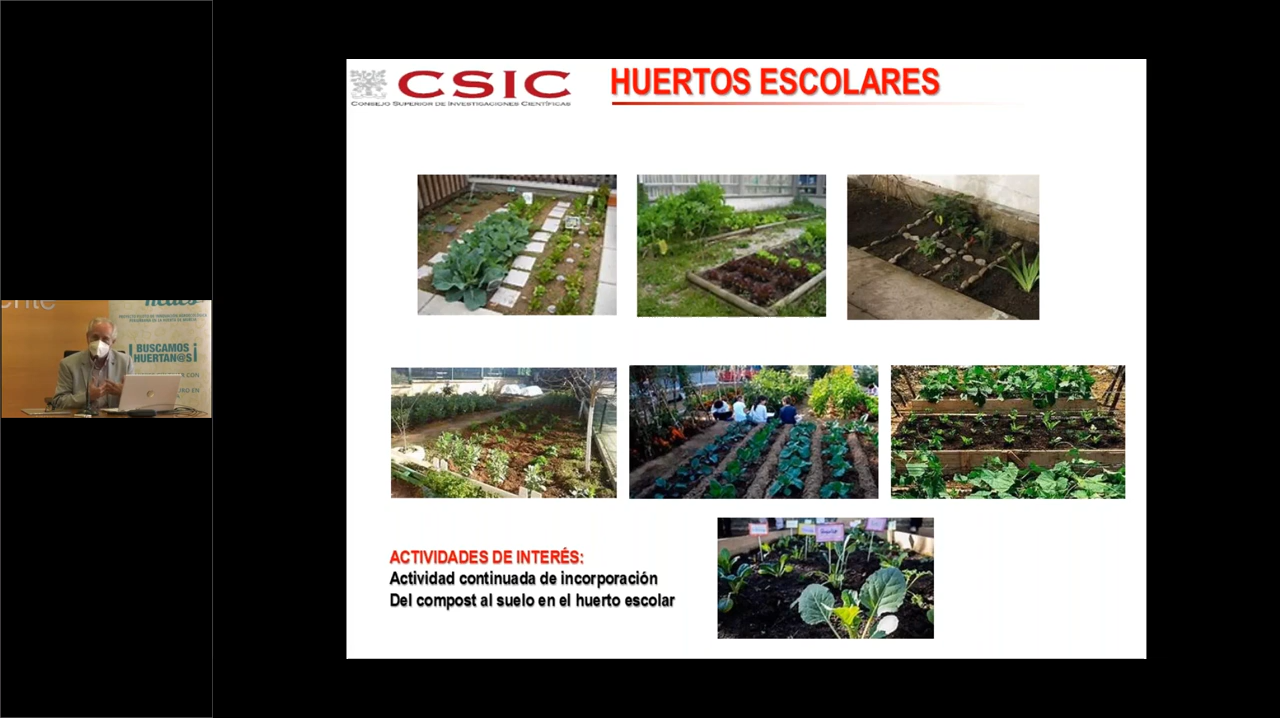 CSIC
CONSEJO SUPERIOR DE INVESTIGACIONES CIENTÍFICAS
HUERTOS ESCOLARES
¡BUSCAMOS
HUERTAN@S!
ACTIVIDADES DE INTERÉS:
Actividad continuada de incorporación
Del compost al suelo en el huerto escolar